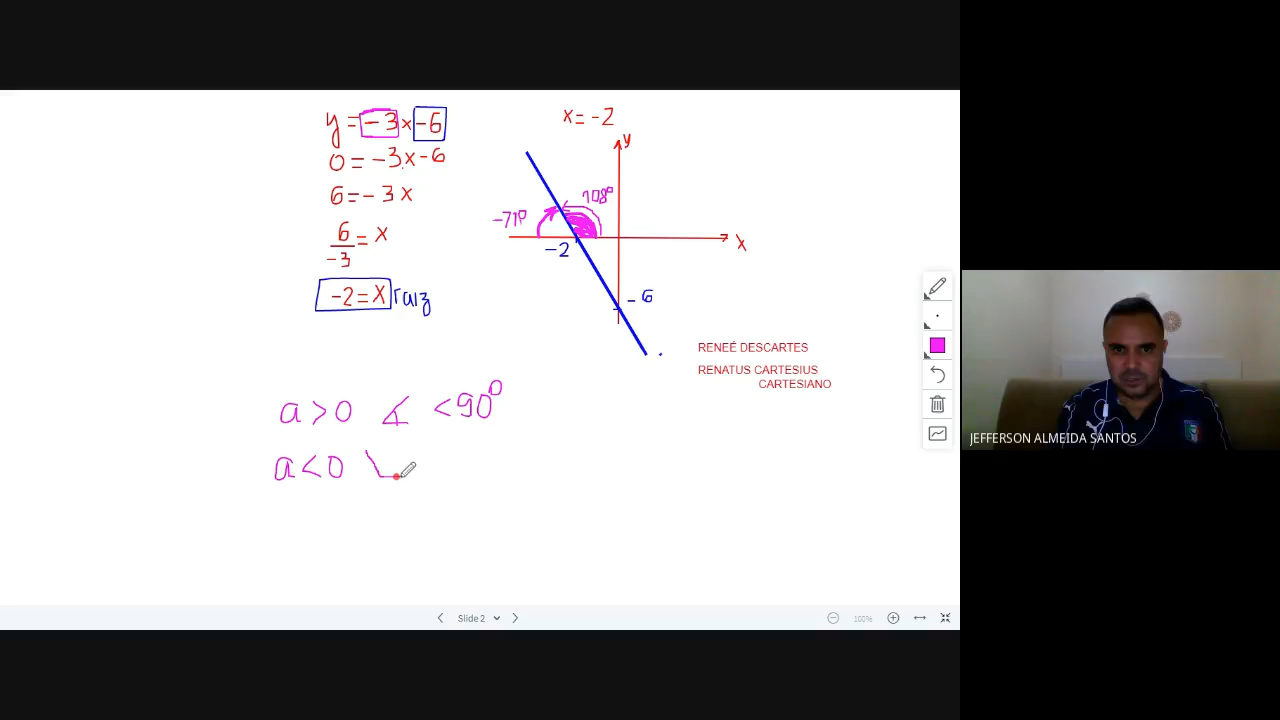 y = -3x-6
0 = -3x-6
6 = -3x
6/-3 = x
-2 = x raiz
x = -2
y
108°
-71°
-2
x
-6
RENEÉ DESCARTES
RENATUS CARTESIUS
CARTESIANO
a > 0 ∡ < 90°
a < 0
JEFFERSON ALMEIDA SANTOS
Slide 2
100%